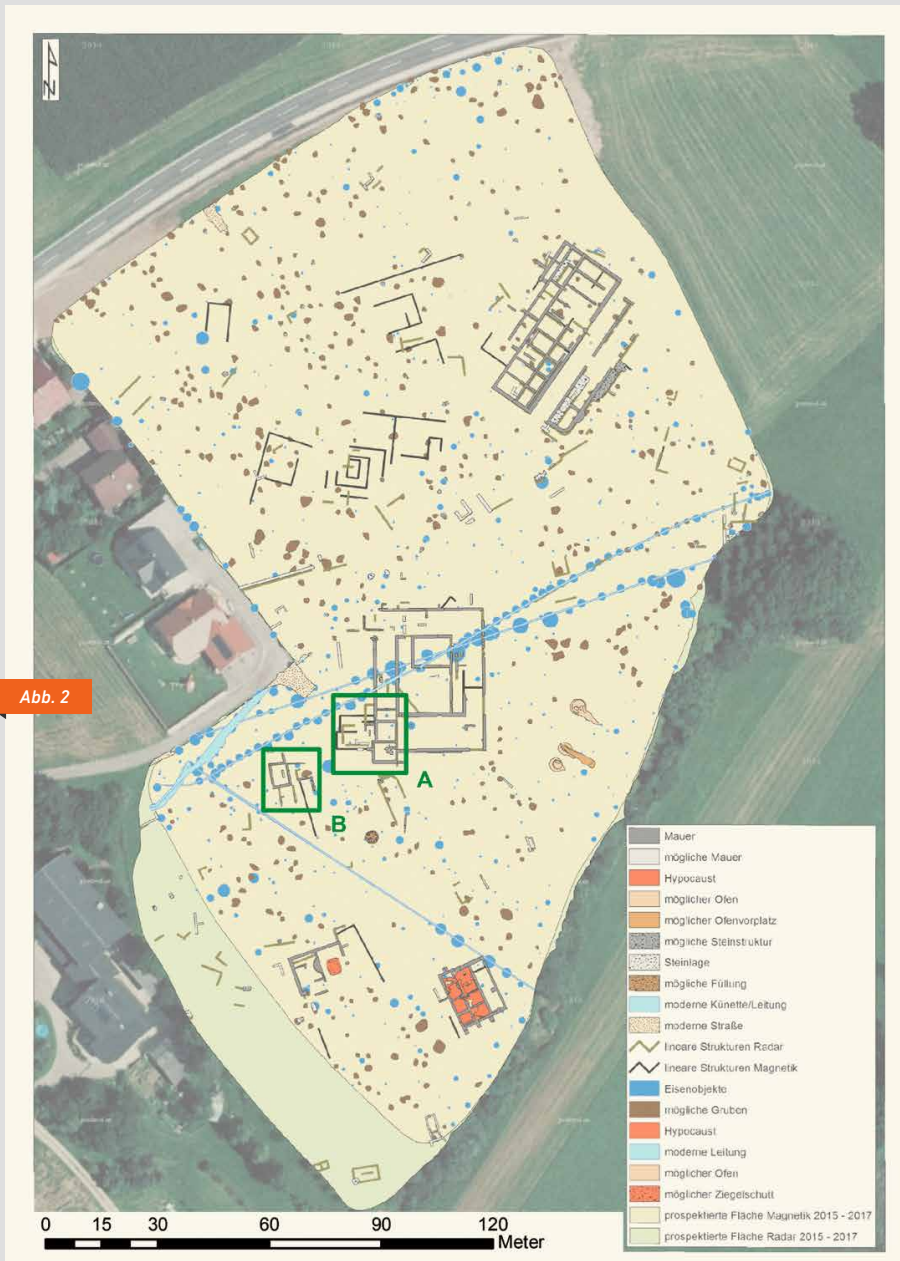 N
Abb. 2
A
B
Mauer
mögliche Mauer
Hypocaust
möglicher Ofen
möglicher Ofenvorplatz
mögliche Steinstruktur
Steinlage
mögliche Füllung
moderne Künette/Leitung
moderne Straße
lineare Strukturen Radar
lineare Strukturen Magnetik
Eisenobjekte
mögliche Gruben
Hypocaust
moderne Leitung
möglicher Ofen
möglicher Ziegelschutt
prospektierte Fläche Magnetik 2015 - 2017
prospektierte Fläche Radar 2015 - 2017
0 15 30 60 90 120
Meter